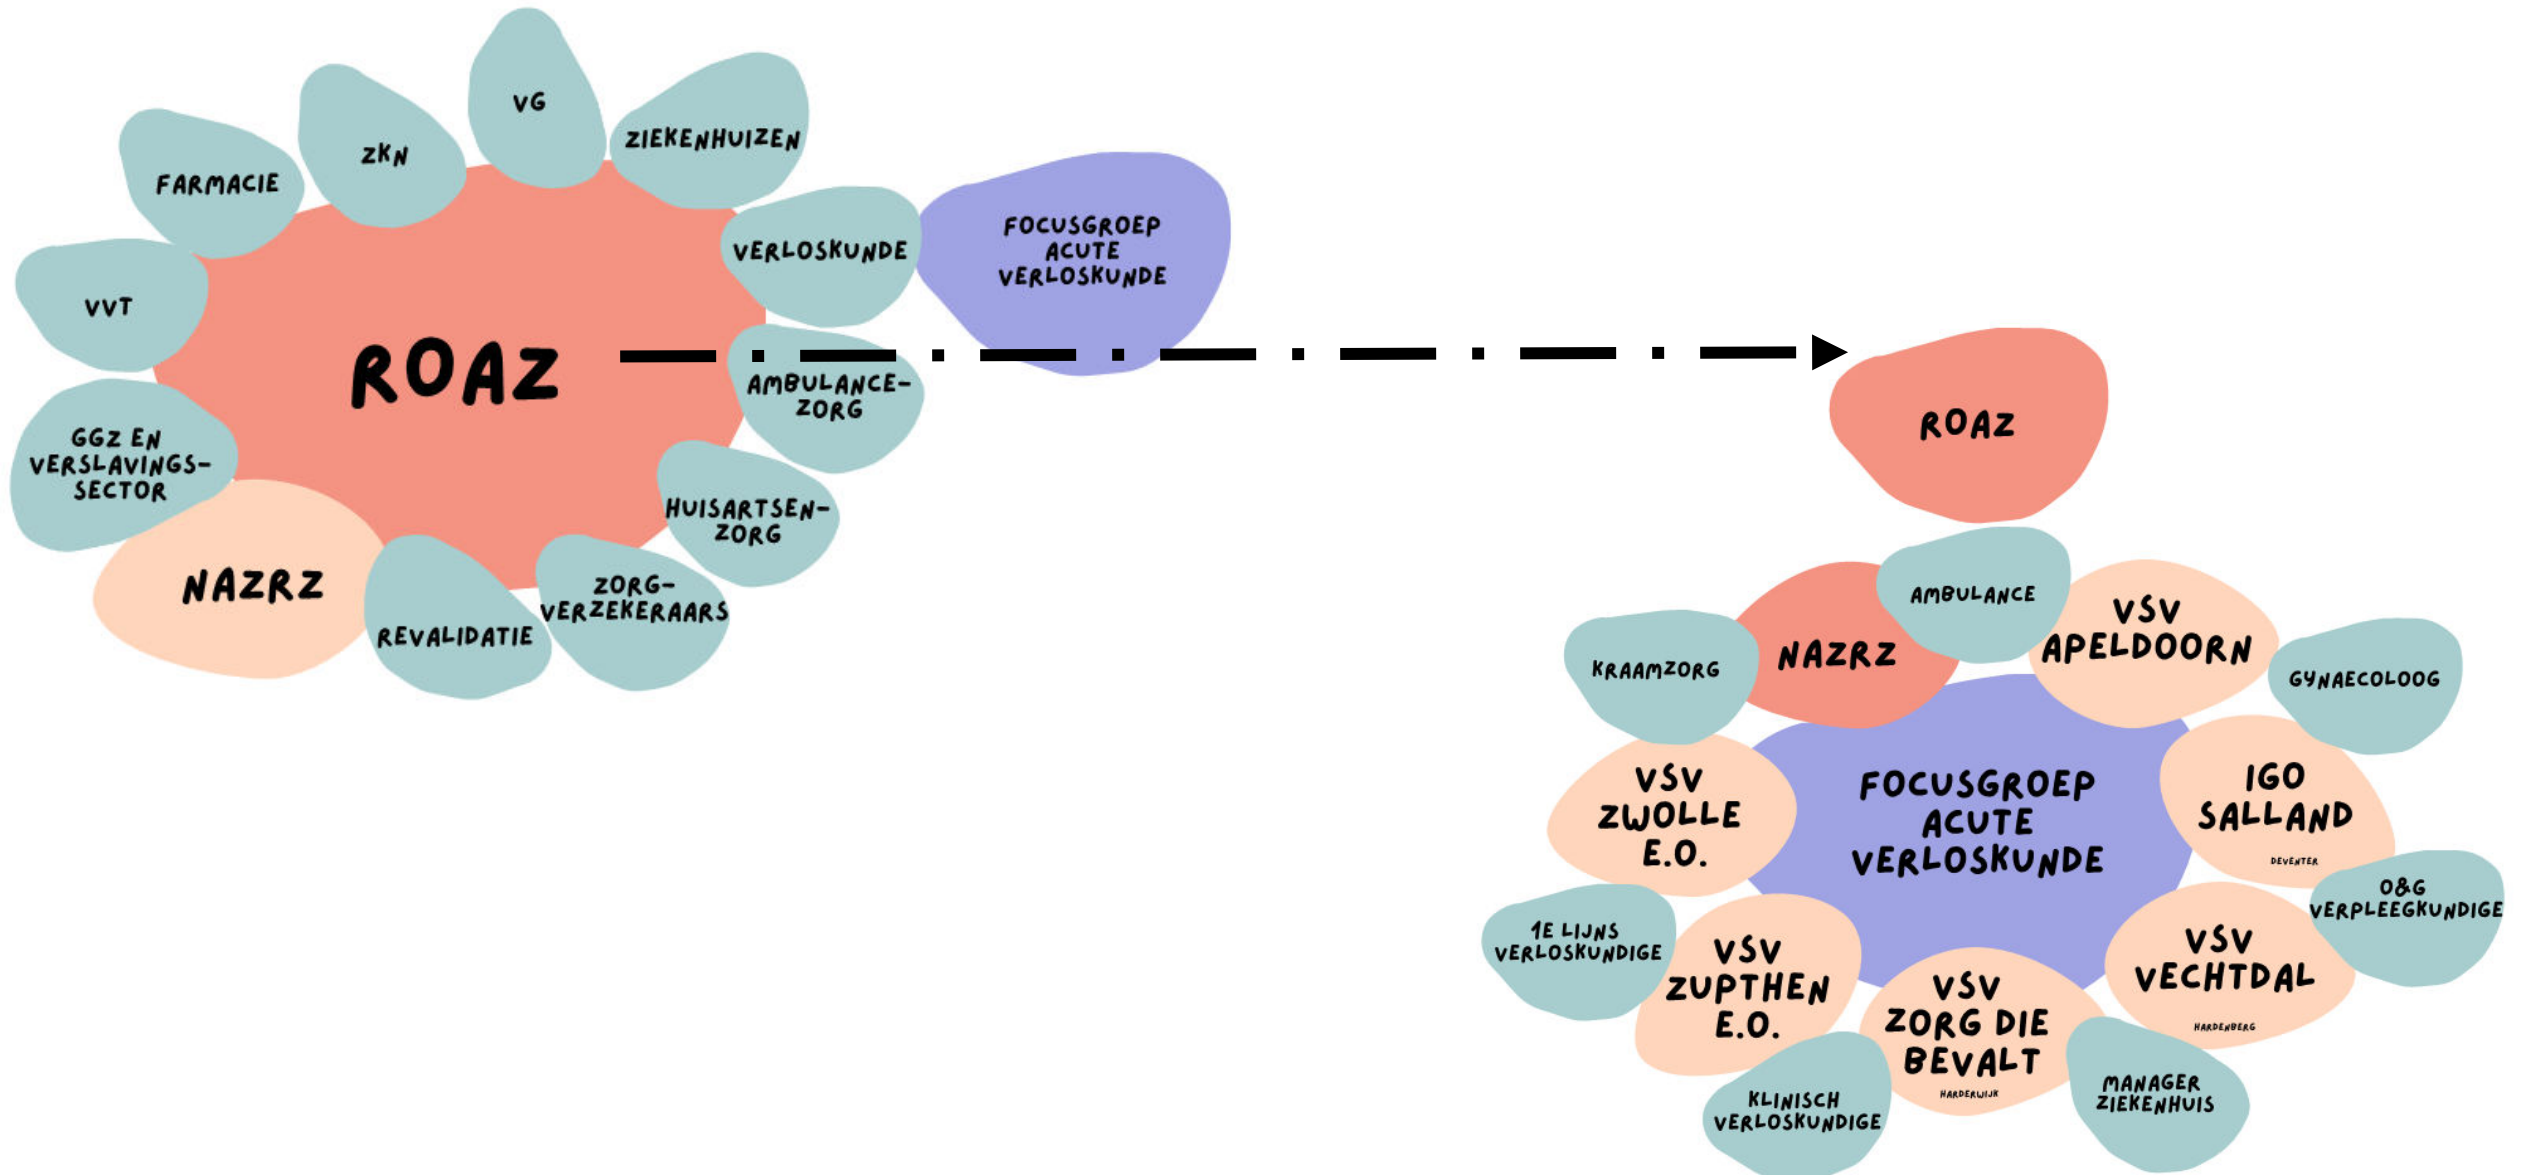 VG
ZIEKENHUIZEN
ZKN
FARMACIE
VERLOSKUNDE
FOCUSGROEP
ACUTE
VERLOSKUNDE
VVT
ROAZ
AMBULANCE-
ZORG
GGZ EN
VERSLAVINGS-
SECTOR
HUISARTSEN-
ZORG
NAZRZ
REVALIDATIE
ZORG-
VERZEKERAARS
ROAZ
AMBULANCE
NAZRZ
KRAAMZORG
VSV
APELDOORN
GYNAECOLOOG
VSV
ZWOLLE
E.O.
FOCUSGROEP
ACUTE
VERLOSKUNDE
IGO
SALLAND
DEVENTER
O&G
VERPLEEGKUNDIGE
1E LIJNS
VERLOSKUNDIGE
VSV
ZUPTHEN
E.O.
VSV
ZORG DIE
BEVALT
HARDERWIJK
VSV
VECHTDAL
HARDENBERG
KLINISCH
VERLOSKUNDIGE
MANAGER
ZIEKENHUIS